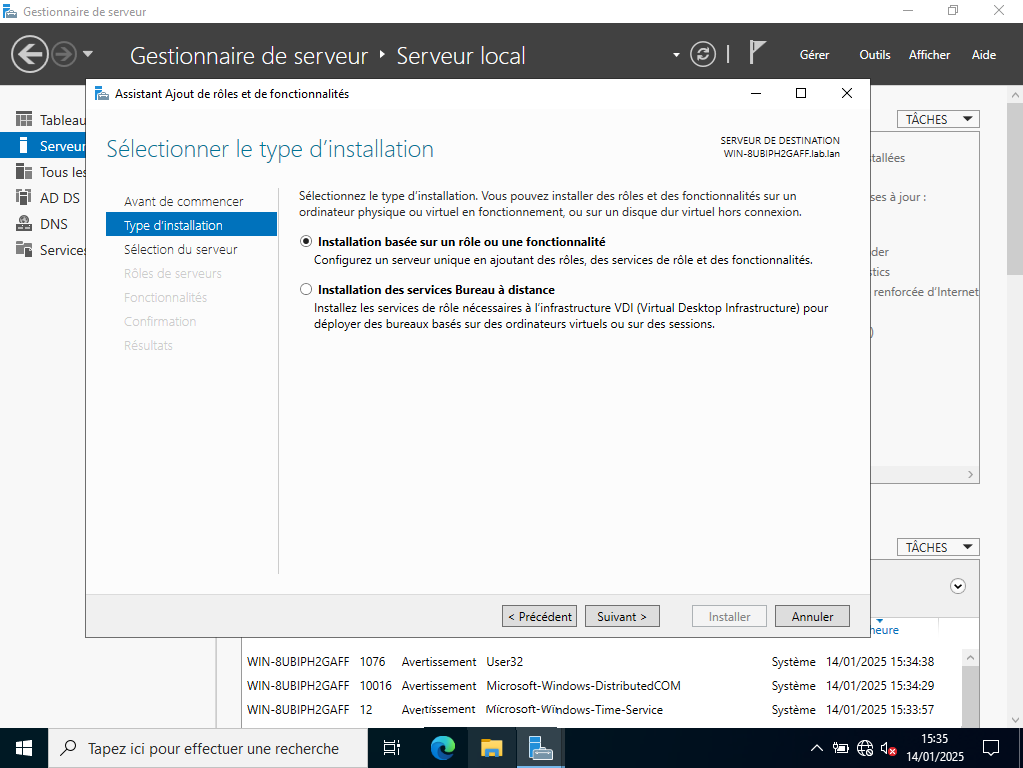 Gestionnaire de serveur
Gestionnaire de serveur ‣ Serveur local
Gérer
Outils
Afficher
Aide
Assistant Ajout de rôles et de fonctionnalités
Tableau
Serveur
Tous les
AD DS
DNS
Services
TÂCHES
Sélectionner le type d’installation
SERVEUR DE DESTINATION
WIN-8UBIPH2GAFF.lab.lan
Avant de commencer
Type d’installation
Sélection du serveur
Rôles de serveurs
Fonctionnalités
Confirmation
Résultats
Sélectionnez le type d’installation. Vous pouvez installer des rôles et des fonctionnalités sur un
ordinateur physique ou virtuel en fonctionnement, ou sur un disque dur virtuel hors connexion.
Installation basée sur un rôle ou une fonctionnalité
Configurez un serveur unique en ajoutant des rôles, des services de rôle et des fonctionnalités.
Installation des services Bureau à distance
Installez les services de rôle nécessaires à l’infrastructure VDI (Virtual Desktop Infrastructure) pour
déployer des bureaux basés sur des ordinateurs virtuels ou sur des sessions.
tallées
ses à jour :
der
stics
renforcée d’Internet
)
< Précédent
Suivant >
Installer
Annuler
TÂCHES
heure
WIN-8UBIPH2GAFF 1076 Avertissement User32 Système 14/01/2025 15:34:38
WIN-8UBIPH2GAFF 10016 Avertissement Microsoft-Windows-DistributedCOM Système 14/01/2025 15:34:29
WIN-8UBIPH2GAFF 12 Avertissement Microsoft-Windows-Time-Service Système 14/01/2025 15:33:57
Tapez ici pour effectuer une recherche
15:35
14/01/2025